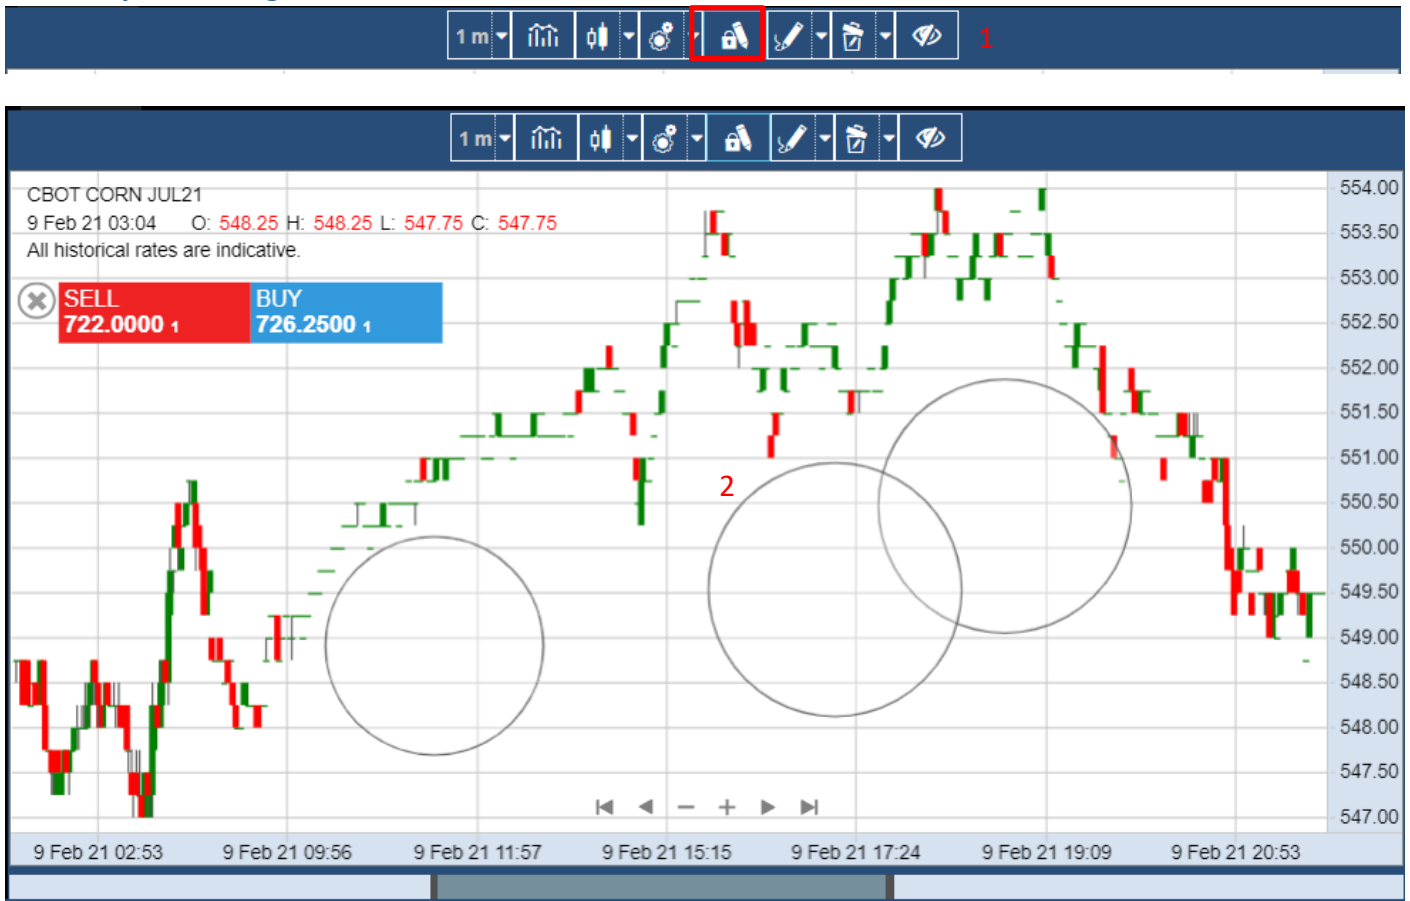 1 m
1
1 m
CBOT CORN JUL21
9 Feb 21 03:04 O: 548.25 H: 548.25 L: 547.75 C: 547.75
All historical rates are indicative.
SELL BUY
722.0000 1 726.2500 1
2
554.00
553.50
553.00
552.50
552.00
551.50
551.00
550.50
550.00
549.50
549.00
548.50
548.00
547.50
547.00
9 Feb 21 02:53 9 Feb 21 09:56 9 Feb 21 11:57 9 Feb 21 15:15 9 Feb 21 17:24 9 Feb 21 19:09 9 Feb 21 20:53